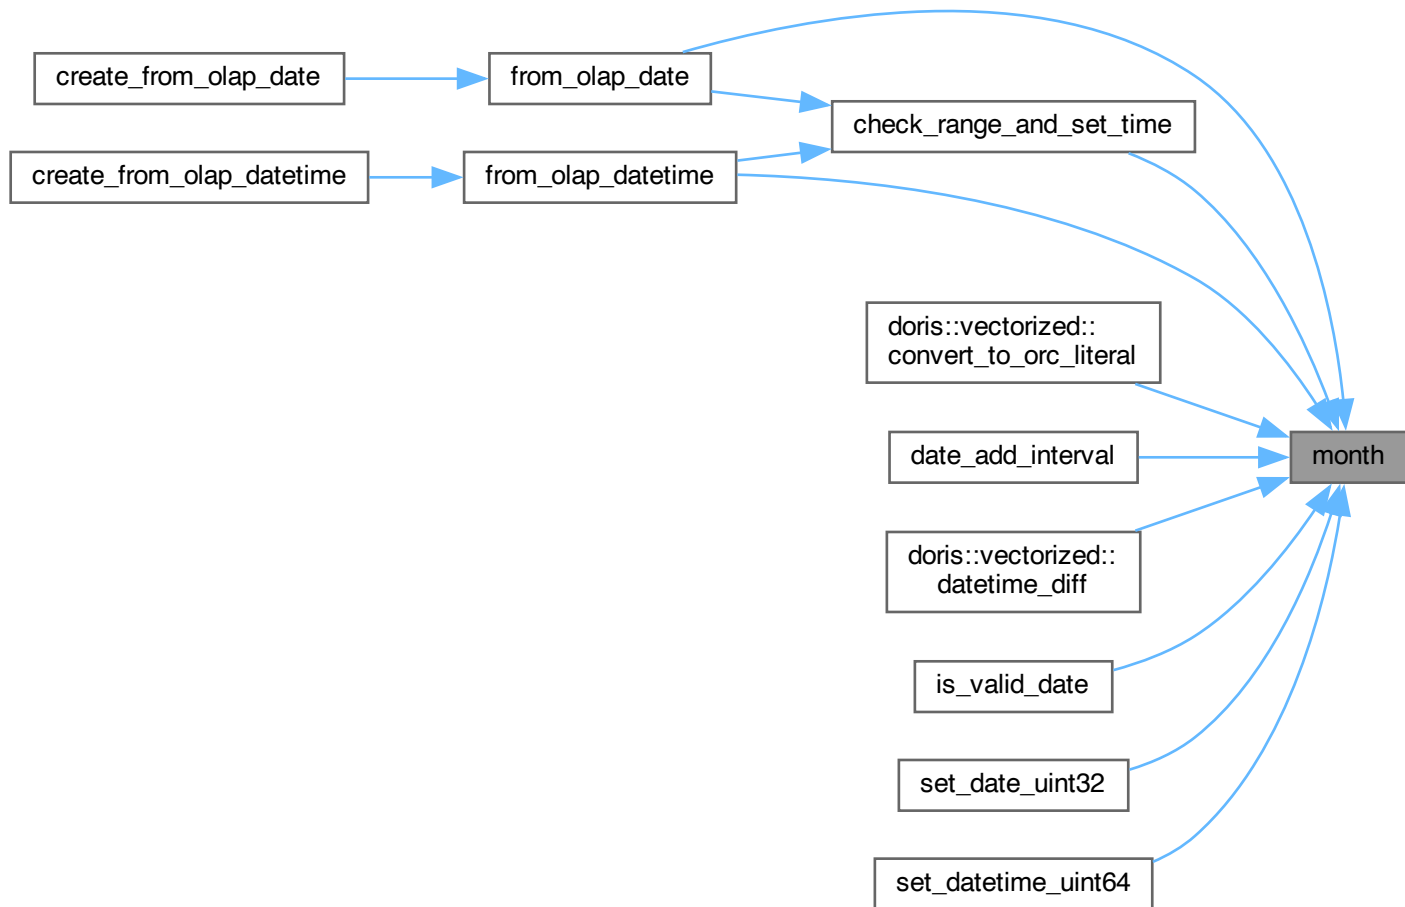 create_from_olap_date
from_olap_date
check_range_and_set_time
create_from_olap_datetime
from_olap_datetime
doris::vectorized::
convert_to_orc_literal
date_add_interval
month
doris::vectorized::
datetime_diff
is_valid_date
set_date_uint32
set_datetime_uint64